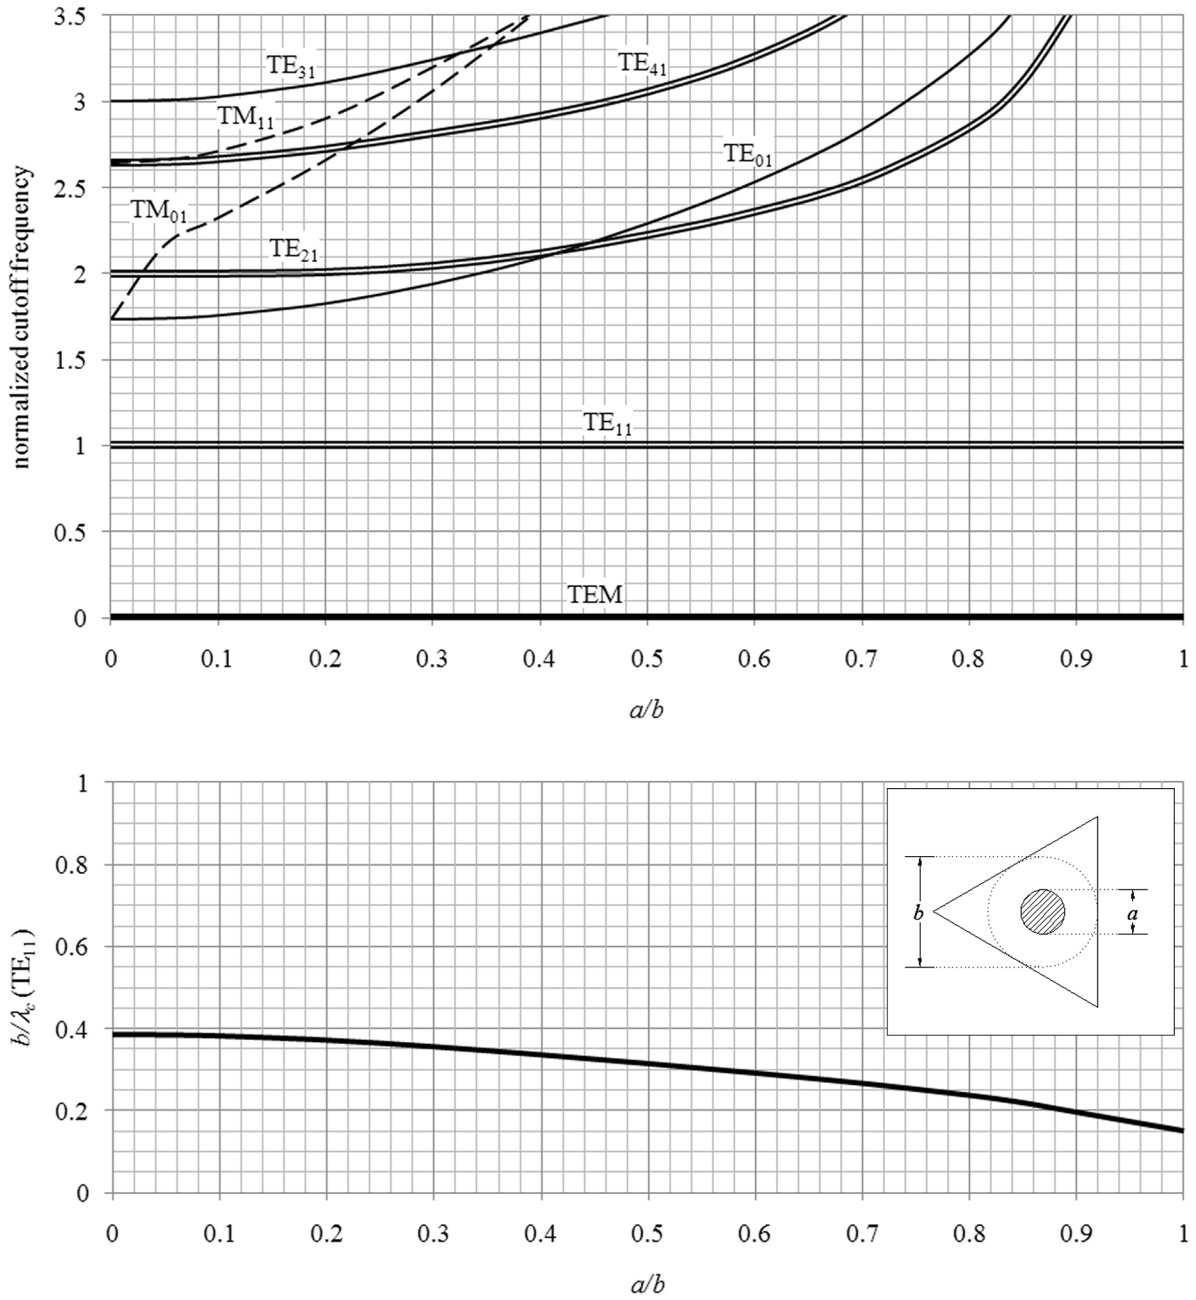 3.5
3
2.5
2
1.5
1
0.5
0
normalized cutoff frequency
TE31
TM11
TE41
TE01
TM01
TE21
TE11
TEM
0 0.1 0.2 0.3 0.4 0.5 0.6 0.7 0.8 0.9 1
a/b
1
0.8
0.6
0.4
0.2
0
b/λc (TE11)
b
a
0 0.1 0.2 0.3 0.4 0.5 0.6 0.7 0.8 0.9 1
a/b